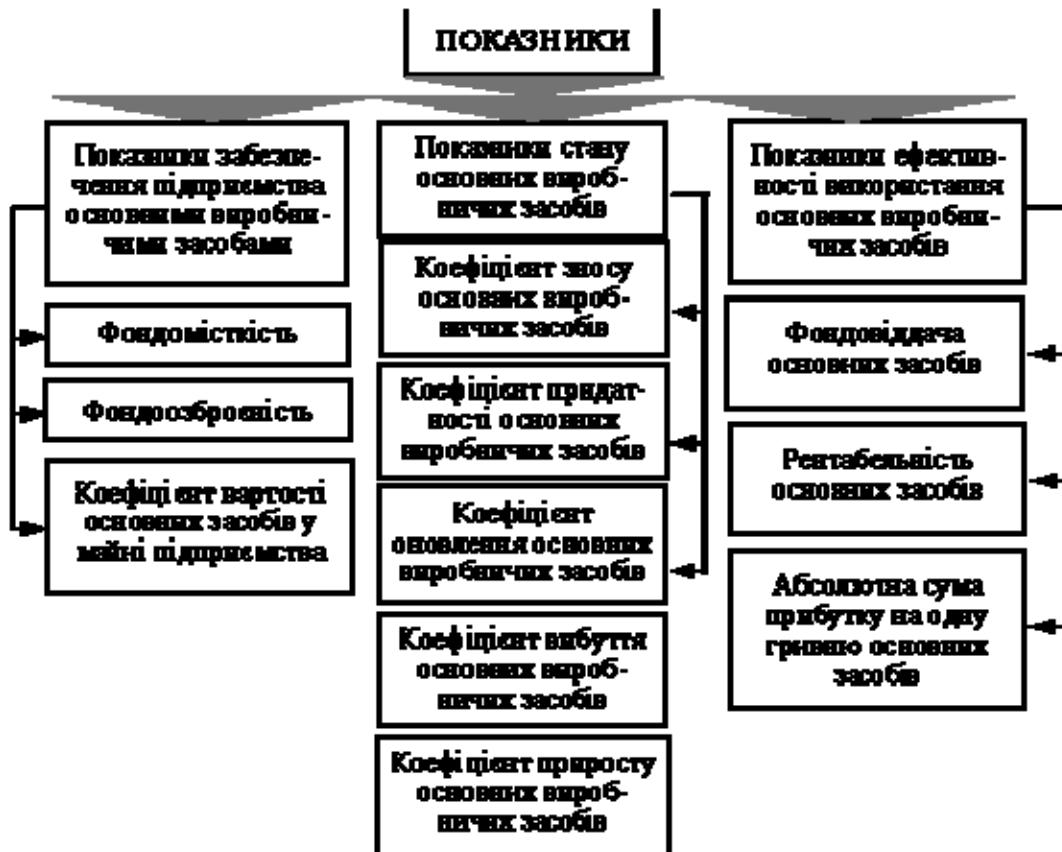 ПОКАЗНИКИ
Показники забезпе-
чення підприємства
основними виробни-
чими засобами
Фондомісткість
Фондоозброєність
Коефіцієнт вартості
основних засобів у
майні підприємства
Показники стану
основних вироб-
ничих засобів
Коефіцієнт зносу
основних вироб-
ничих засобів
Коефіцієнт придат-
ності основних
виробничих засобів
Коефіцієнт
оновлення основних
виробничих засобів
Коефіцієнт вибуття
основних вироб-
ничих засобів
Коефіцієнт приросту
основних вироб-
ничих засобів
Показники ефектив-
ності використання
основних виробни-
чих засобів
Фондовіддача
основних засобів
Рентабельність
основних засобів
Абсолютна сума
прибутку на одну
гривню основних
засобів